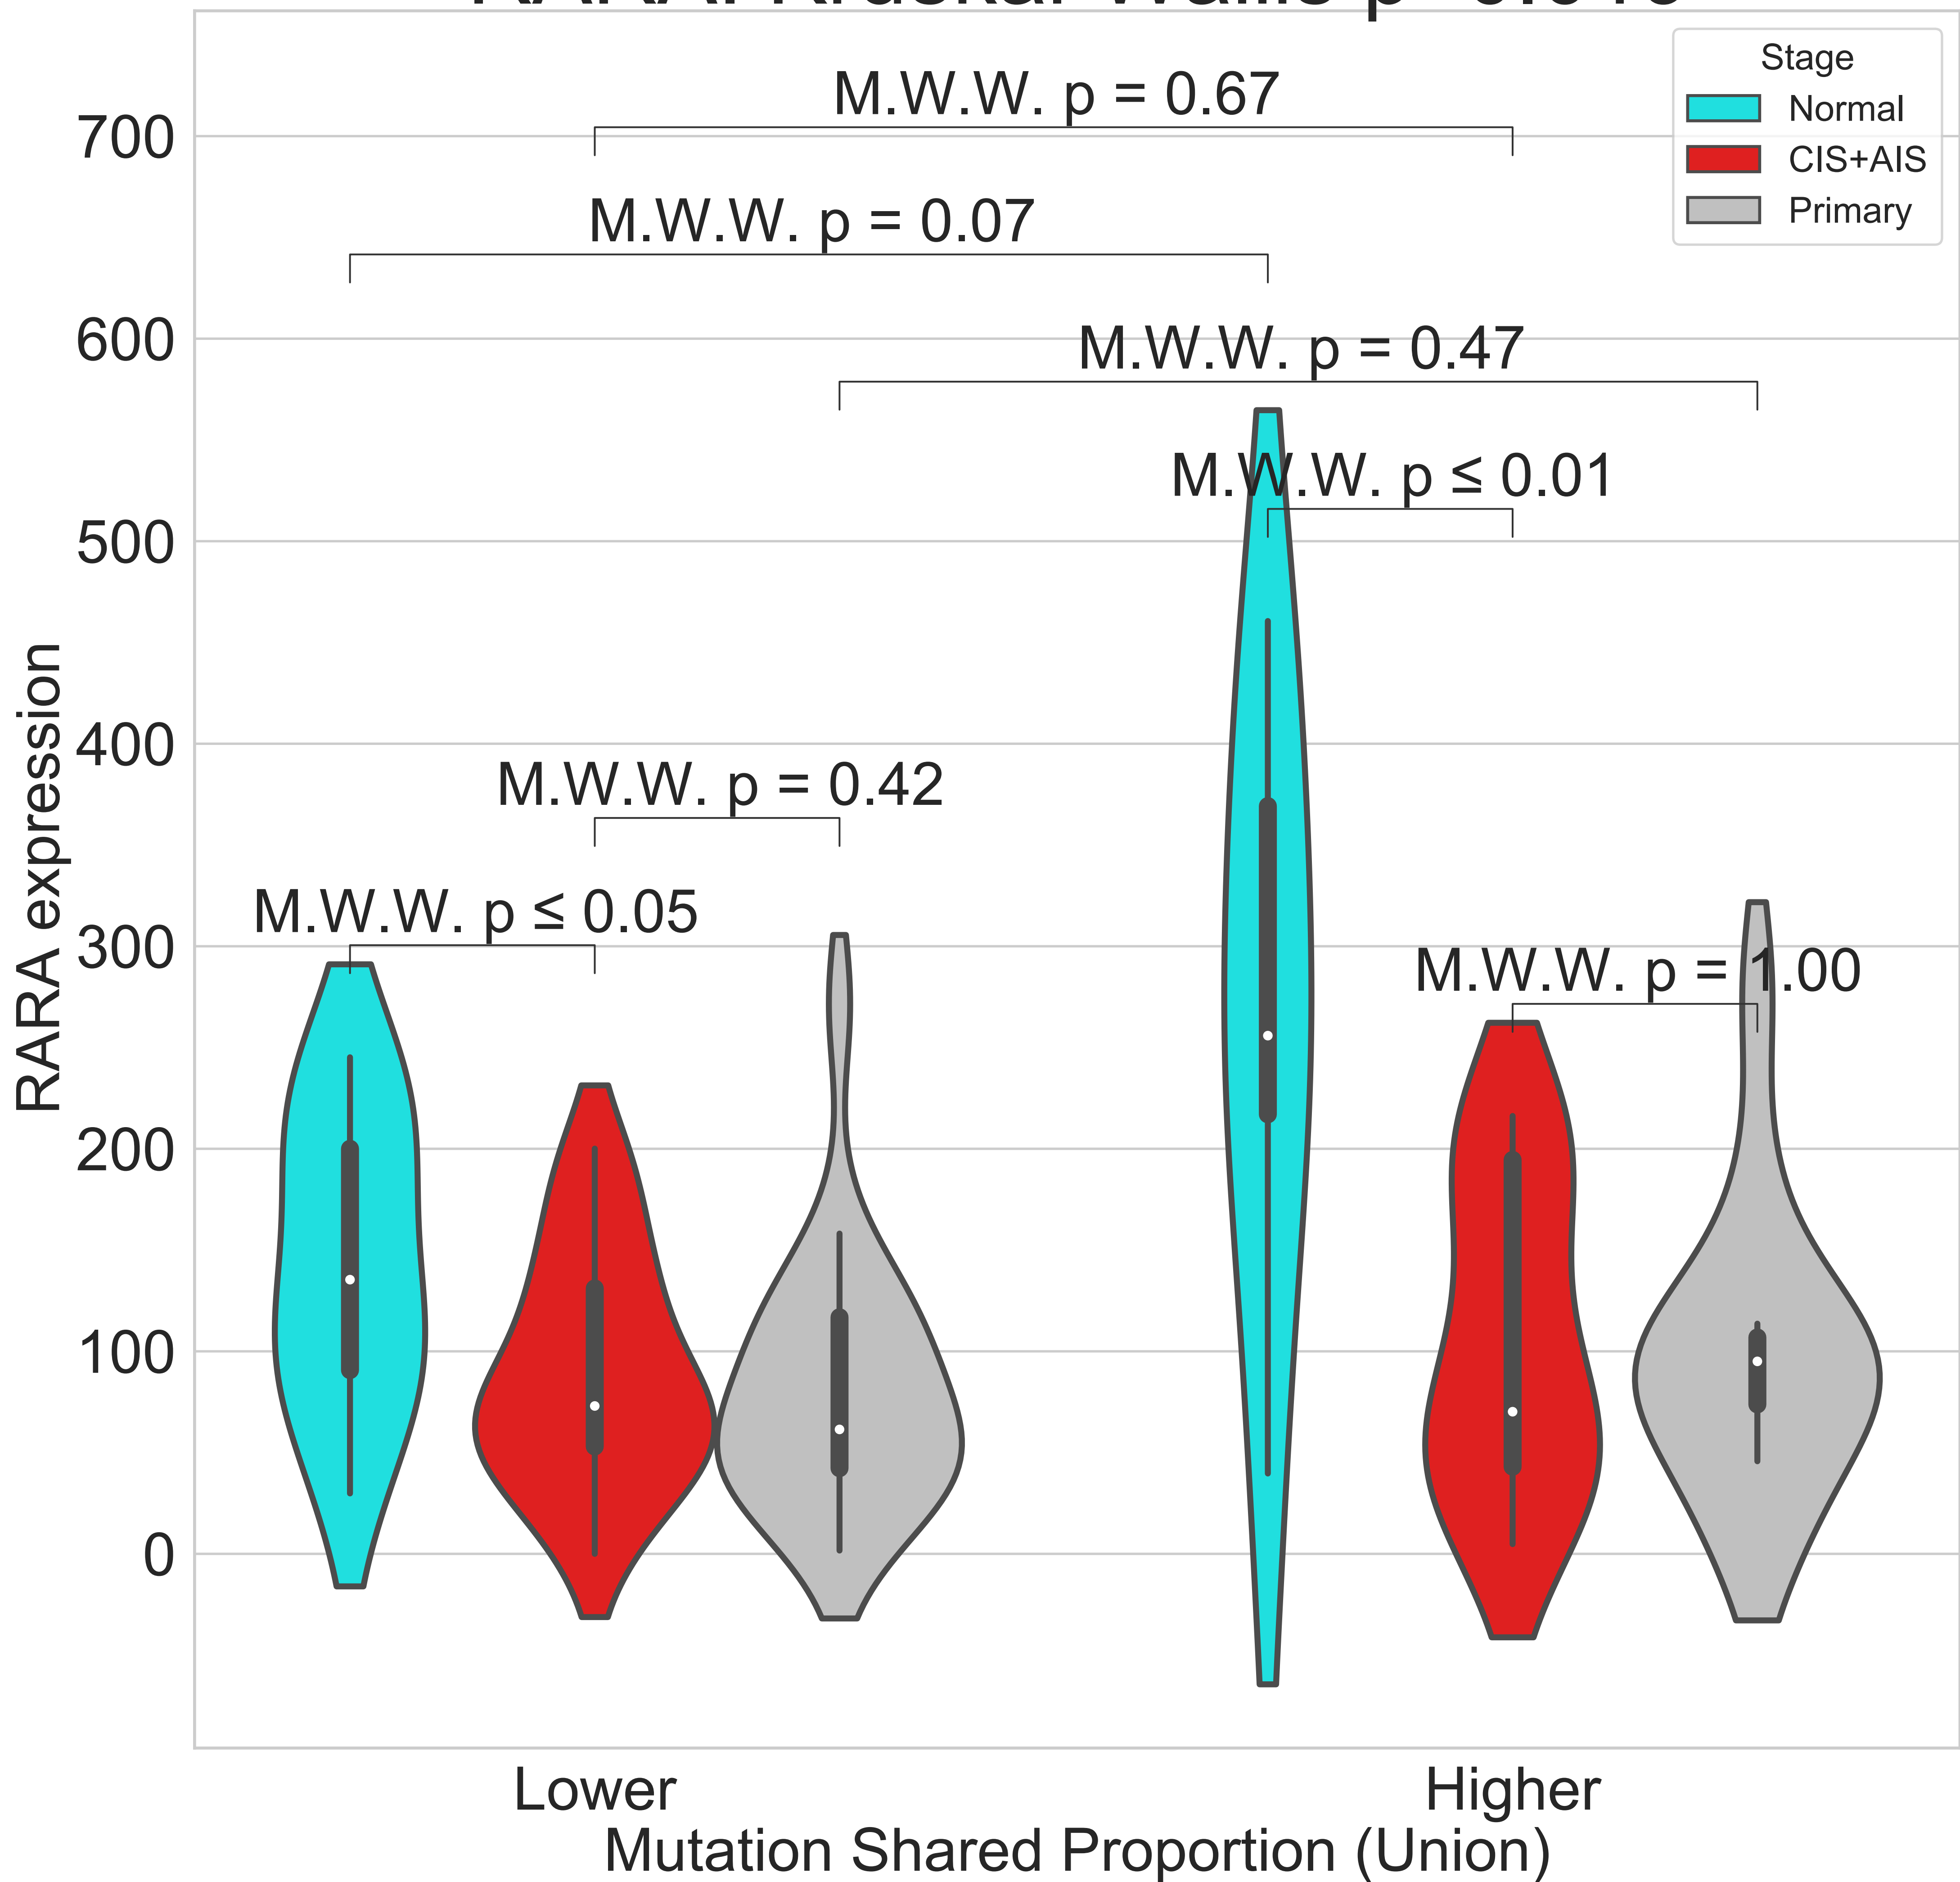 Stage
Normal
CIS+AIS
Primary
M.W.W. p = 0.67
M.W.W. p = 0.07
M.W.W. p = 0.47
M.W.W. p ≤ 0.01
M.W.W. p = 0.42
M.W.W. p ≤ 0.05
M.W.W. p = 1.00
700
600
500
400
300
200
100
0
RARA expression
Lower
Higher
Mutation Shared Proportion (Union)